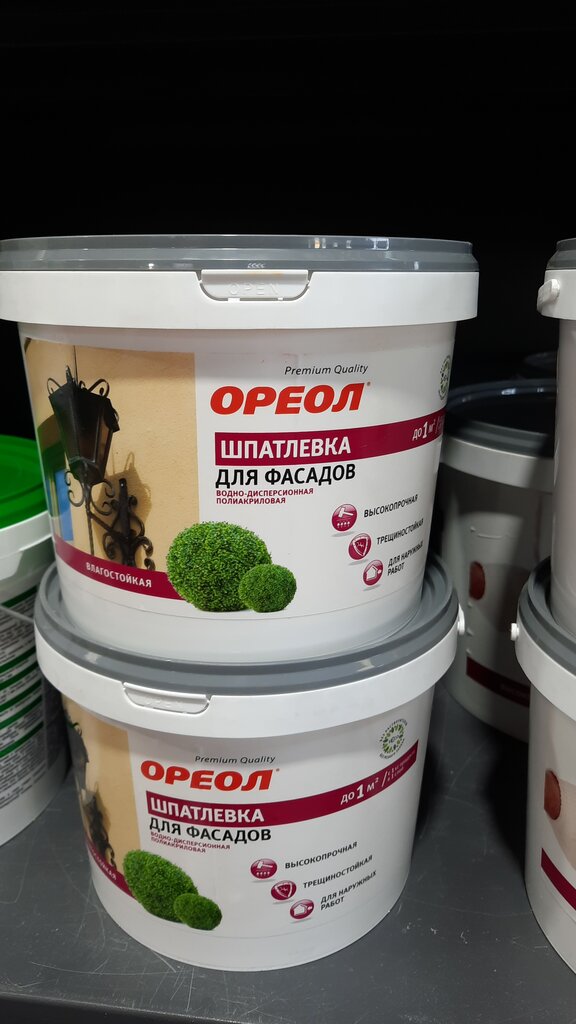 OPEN
Premium Quality
ОРЕОЛ
ШПАТЛЕВКА
до 1 м²
ДЛЯ ФАСАДОВ
ВОДНО-ДИСПЕРСИОННАЯ
ПОЛИАКРИЛОВАЯ
ВЫСОКОПРОЧНАЯ
ТРЕЩИНОСТОЙКАЯ
ДЛЯ НАРУЖНЫХ
РАБОТ
ВЛАГОСТОЙКАЯ
Premium Quality
ОРЕОЛ
ШПАТЛЕВКА
до 1 м²/
ДЛЯ ФАСАДОВ
ВОДНО-ДИСПЕРСИОННАЯ
ПОЛИАКРИЛОВАЯ
ВЫСОКОПРОЧНАЯ
ТРЕЩИНОСТОЙКАЯ
ДЛЯ НАРУЖНЫХ
РАБОТ